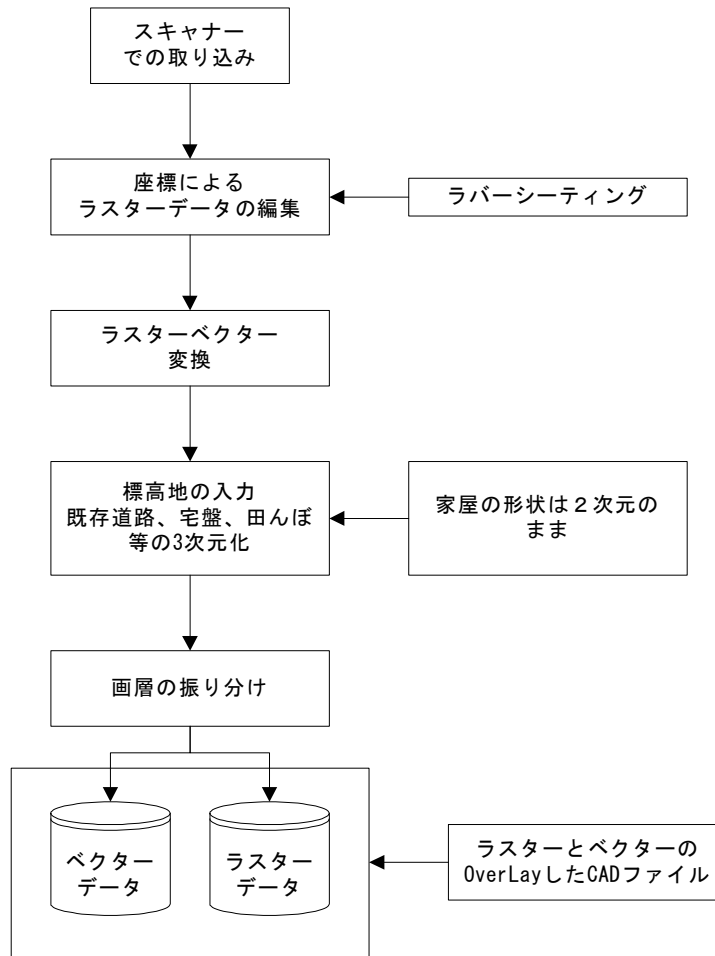 スキャナー
での取り込み
座標による
ラスターデータの編集
ラバーシーティング
ラスターベクター
変換
標高地の入力
既存道路、宅盤、田んぼ
等の3次元化
家屋の形状は２次元の
まま
画層の振り分け
ベクター
データ
ラスター
データ
ラスターとベクターの
OverLayしたCADファイル